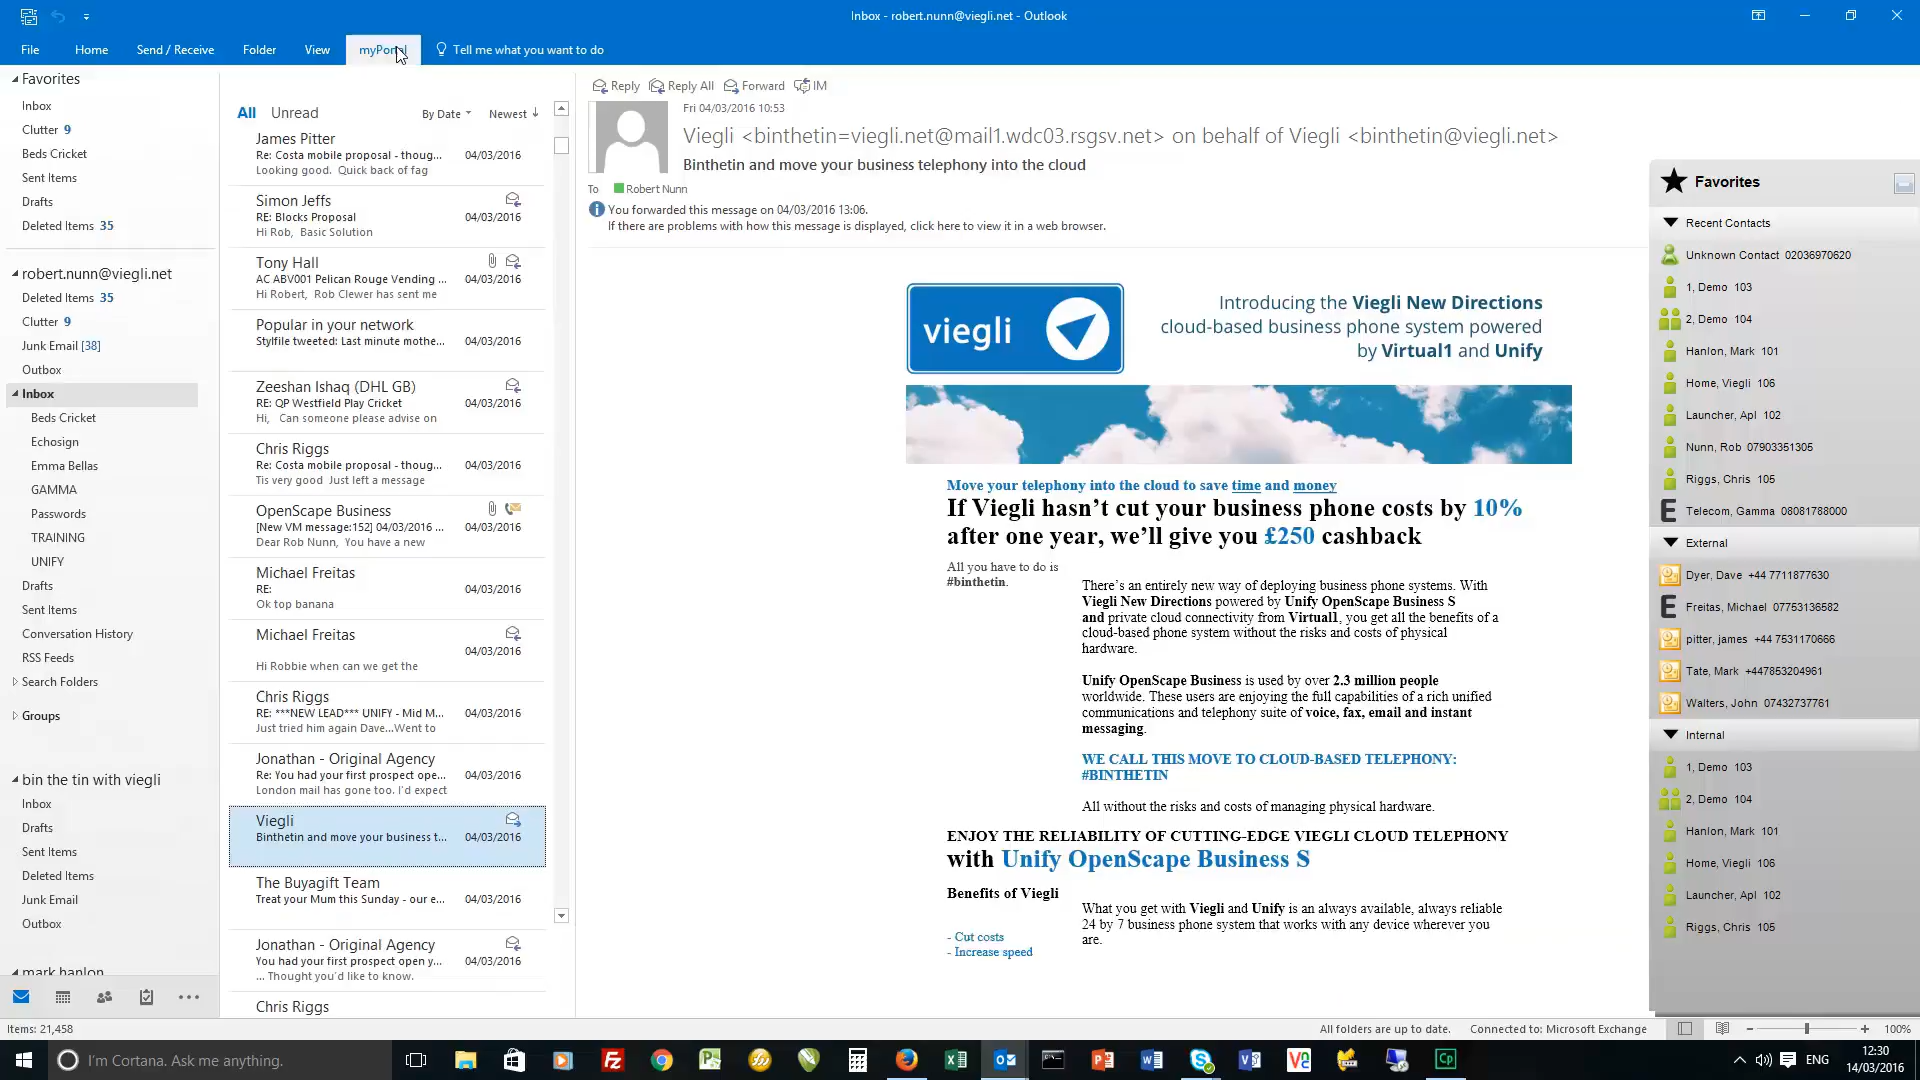 Inbox - robert.nunn@viegli.net - Outlook
File Home Send / Receive Folder View myPortal Tell me what you want to do
Favorites
Inbox
Clutter 9
Beds Cricket
Sent Items
Drafts
Deleted Items 35
robert.nunn@viegli.net
Deleted Items 35
Clutter 9
Junk Email [38]
Outbox
Inbox
Beds Cricket
Echosign
Emma Bellas
GAMMA
Passwords
TRAINING
UNIFY
Drafts
Sent Items
Conversation History
RSS Feeds
Search Folders
Groups
bin the tin with viegli
Inbox
Drafts
Sent Items
Deleted Items
Junk Email
Outbox
mark hanlon
All Unread By Date Newest
James Pitter
Re: Costa mobile proposal - thoug... 04/03/2016
Looking good. Quick back of fag
Simon Jeffs
RE: Blocks Proposal 04/03/2016
Hi Rob, Basic Solution
Tony Hall
AC ABV001 Pelican Rouge Vending ... 04/03/2016
Hi Robert, Rob Clewer has sent me
Popular in your network
Stylfile tweeted: Last minute mothe... 04/03/2016
Zeeshan Ishaq (DHL GB)
RE: QP Westfield Play Cricket 04/03/2016
Hi, Can someone please advise on
Chris Riggs
Re: Costa mobile proposal - thoug... 04/03/2016
Tis very good Just left a message
OpenScape Business
[New VM message:152] 04/03/2016 ... 04/03/2016
Dear Rob Nunn, You have a new
Michael Freitas
RE: 04/03/2016
Ok top banana
Michael Freitas
04/03/2016
Hi Robbie when can we get the
Chris Riggs
RE: ***NEW LEAD*** UNIFY - Mid M... 04/03/2016
Just tried him again Dave...Went to
Jonathan - Original Agency
Re: You had your first prospect ope... 04/03/2016
London mail has gone too. I'd expect
Viegli
Binthetin and move your business t... 04/03/2016
The Buyagift Team
Treat your Mum this Sunday - our e... 04/03/2016
Jonathan - Original Agency
You had your first prospect open y... 04/03/2016
... Thought you'd like to know.
Chris Riggs
Reply Reply All Forward IM
Fri 04/03/2016 10:53
Viegli <binthetin=viegli.net@mail1.wdc03.rsgsv.net> on behalf of Viegli <binthetin@viegli.net>
Binthetin and move your business telephony into the cloud
To Robert Nunn
You forwarded this message on 04/03/2016 13:06.
If there are problems with how this message is displayed, click here to view it in a web browser.
viegli
Introducing the Viegli New Directions
cloud-based business phone system powered
by Virtual1 and Unify
Move your telephony into the cloud to save time and money
If Viegli hasn’t cut your business phone costs by 10%
after one year, we’ll give you £250 cashback
All you have to do is
#binthetin.
There’s an entirely new way of deploying business phone systems. With
Viegli New Directions powered by Unify OpenScape Business S
and private cloud connectivity from Virtual1, you get all the benefits of a
cloud-based phone system without the risks and costs of physical
hardware.
Unify OpenScape Business is used by over 2.3 million people
worldwide. These users are enjoying the full capabilities of a rich unified
communications and telephony suite of voice, fax, email and instant
messaging.
WE CALL THIS MOVE TO CLOUD-BASED TELEPHONY:
#BINTHETIN
All without the risks and costs of managing physical hardware.
ENJOY THE RELIABILITY OF CUTTING-EDGE VIEGLI CLOUD TELEPHONY
with Unify OpenScape Business S
Benefits of Viegli
- Cut costs
- Increase speed
What you get with Viegli and Unify is an always available, always reliable
24 by 7 business phone system that works with any device wherever you
are.
Favorites
Recent Contacts
Unknown Contact 02036970620
1, Demo 103
2, Demo 104
Hanlon, Mark 101
Home, Viegli 106
Launcher, Apl 102
Nunn, Rob 07903351305
Riggs, Chris 105
Telecom, Gamma 08081788000
External
Dyer, Dave +44 7711877630
Freitas, Michael 07753136582
pitter, james +44 7531170666
Tate, Mark +447853204961
Walters, John 07432737761
Internal
1, Demo 103
2, Demo 104
Hanlon, Mark 101
Home, Viegli 106
Launcher, Apl 102
Riggs, Chris 105
Items: 21,458 All folders are up to date. Connected to: Microsoft Exchange 100%
I'm Cortana. Ask me anything. ENG 12:30
14/03/2016